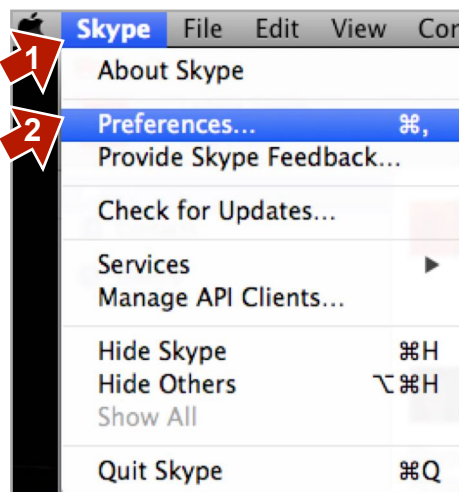 Skype File Edit View Cor
1
About Skype
2
Preferences... ⌘,
Provide Skype Feedback...
Check for Updates...
Services ▶
Manage API Clients...
Hide Skype ⌘H
Hide Others ⌥⌘H
Show All
Quit Skype ⌘Q